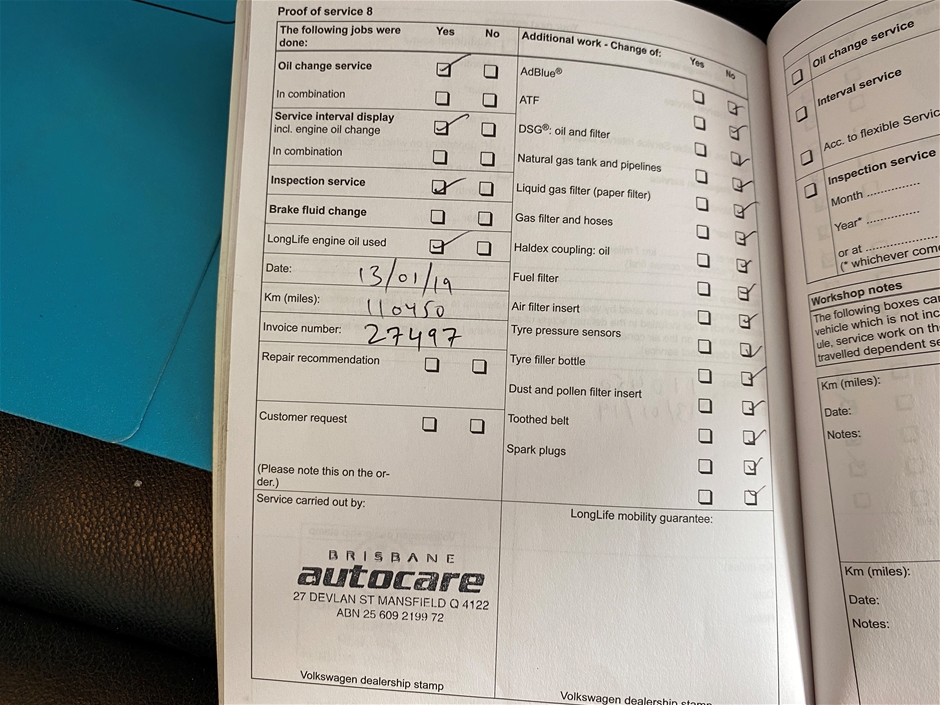 Proof of service 8
The following jobs were done: Yes No
Oil change service
In combination
Service interval display
incl. engine oil change
In combination
Inspection service
Brake fluid change
LongLife engine oil used
Date: 13/01/19
Km (miles): 110450
Invoice number: 27497
Repair recommendation
Customer request
(Please note this on the or-
der.)
Service carried out by:
BRISBANE
autocare
27 DEVLAN ST MANSFIELD Q 4122
ABN 25 609 2199 72
Volkswagen dealership stamp
Additional work - Change of: Yes No
AdBlue®
ATF
DSG®: oil and filter
Natural gas tank and pipelines
Liquid gas filter (paper filter)
Gas filter and hoses
Haldex coupling: oil
Fuel filter
Air filter insert
Tyre pressure sensors
Tyre filler bottle
Dust and pollen filter insert
Toothed belt
Spark plugs
LongLife mobility guarantee:
Volkswagen dealership stamp
Oil change service
Interval service
Acc. to flexible Servic
Inspection service
Month ..............
Year* ..............
or at ..............
(* whichever com
Workshop notes
The following boxes ca
vehicle which is not inc
ule, service work on th
travelled dependent se
Km (miles):
Date:
Notes:
Km (miles):
Date:
Notes: